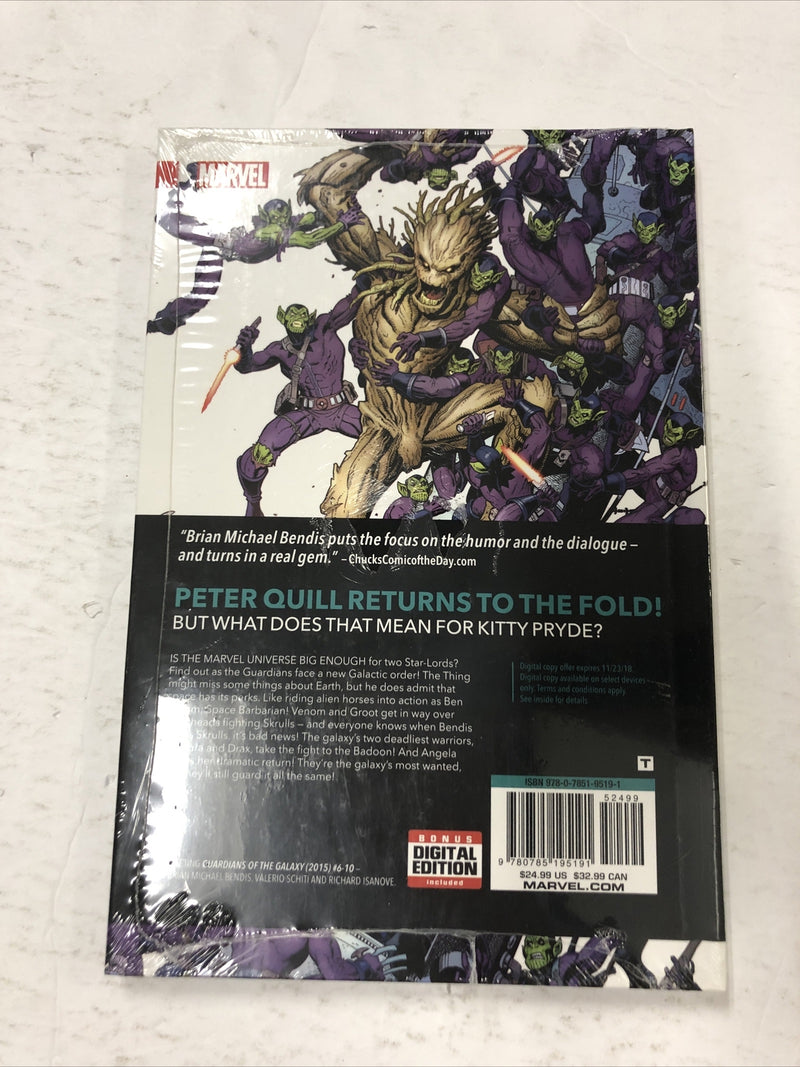 MARVEL
“Brian Michael Bendis puts the focus on the humor and the dialogue –
and turns in a real gem.” – ChucksComicoftheDay.com
PETER QUILL RETURNS TO THE FOLD!
BUT WHAT DOES THAT MEAN FOR KITTY PRYDE?
IS THE MARVEL UNIVERSE BIG ENOUGH for two Star-Lords?
Find out as the Guardians face a new Galactic order! The Thing
might miss some things about Earth, but he does admit that
space has its perks. Like riding alien horses into action as Ben
Space Barbarian! Venom and Groot get in way over
heads fighting Skrulls – and everyone knows when Bendis
Skrulls, it's bad news! The galaxy's two deadliest warriors,
and Drax, take the fight to the Badoon! And Angela
her dramatic return! They're the galaxy's most wanted,
they'll still guard it all the same!
Digital copy offer expires 11/23/18.
Digital copy available on select devices
only. Terms and conditions apply.
See inside for details.
T
ISBN 978-0-7851-9519-1
52499
9 780785 195191
$24.99 US $32.99 CAN
MARVEL.COM
BONUS
DIGITAL
EDITION
included
GUARDIANS OF THE GALAXY (2015) #6-10 –
BRIAN MICHAEL BENDIS, VALERIO SCHITI AND RICHARD ISANOVE.